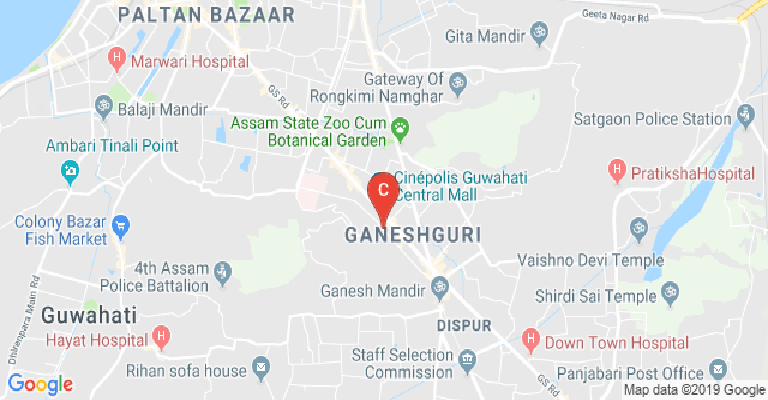 PALTAN BAZAAR
Geeta Nagar Rd
Gita Mandir
Marwari Hospital
Gateway Of
Rongkimi Namghar
GS Rd
Balaji Mandir
Assam State Zoo Cum
Botanical Garden
Satgaon Police Station
Ambari Tinali Point
PratikshaHospital
Cinépolis Guwahati
Central Mall
C
Colony Bazar
Fish Market
GANESHGURI
Vaishno Devi Temple
4th Assam
Police Battalion
Ganesh Mandir
Shirdi Sai Temple
Dhirenpara Main Rd
Guwahati
DISPUR
Hayat Hospital
Down Town Hospital
Rihan sofa house
Staff Selection
Commission
Panjabari Post Office
GS Rd
Google
Map data ©2019 Google